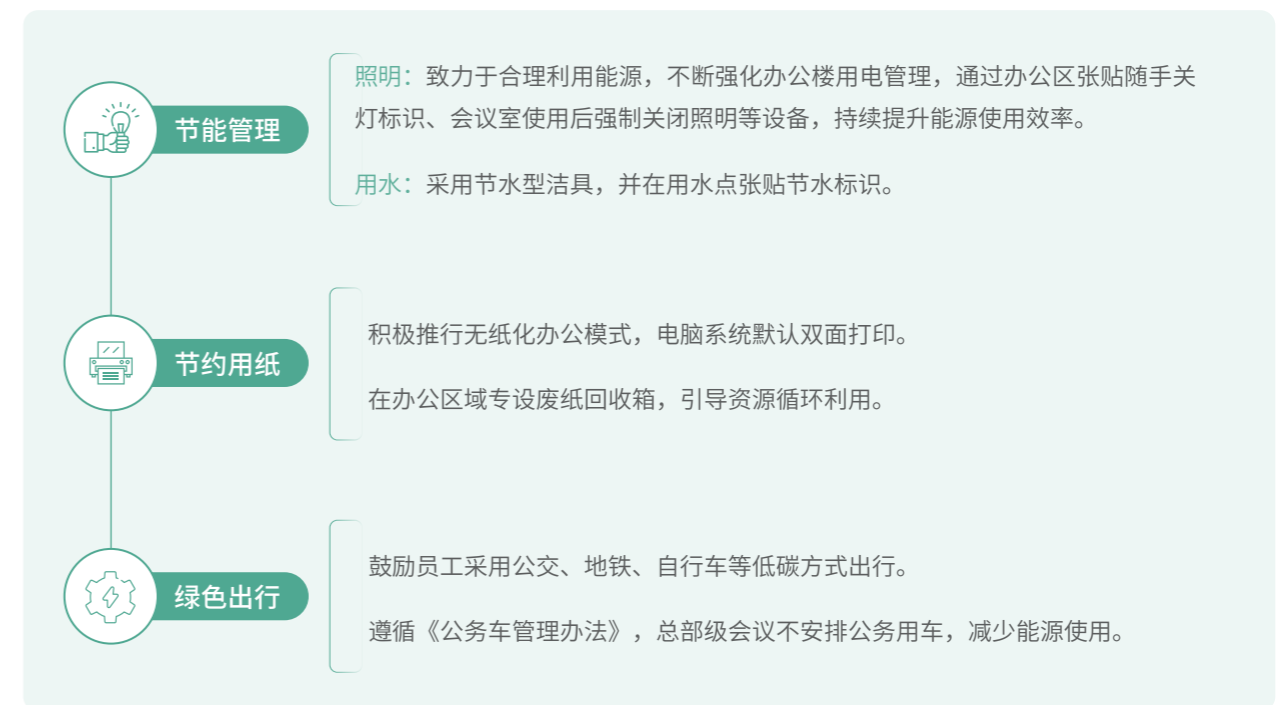 节能管理
照明：致力于合理利用能源，不断强化办公楼用电管理，通过办公区张贴随手关
灯标识、会议室使用后强制关闭照明等设备，持续提升能源使用效率。
用水：采用节水型洁具，并在用水点张贴节水标识。
节约用纸
积极推行无纸化办公模式，电脑系统默认双面打印。
在办公区域专设废纸回收箱，引导资源循环利用。
绿色出行
鼓励员工采用公交、地铁、自行车等低碳方式出行。
遵循《公务车管理办法》，总部级会议不安排公务用车，减少能源使用。